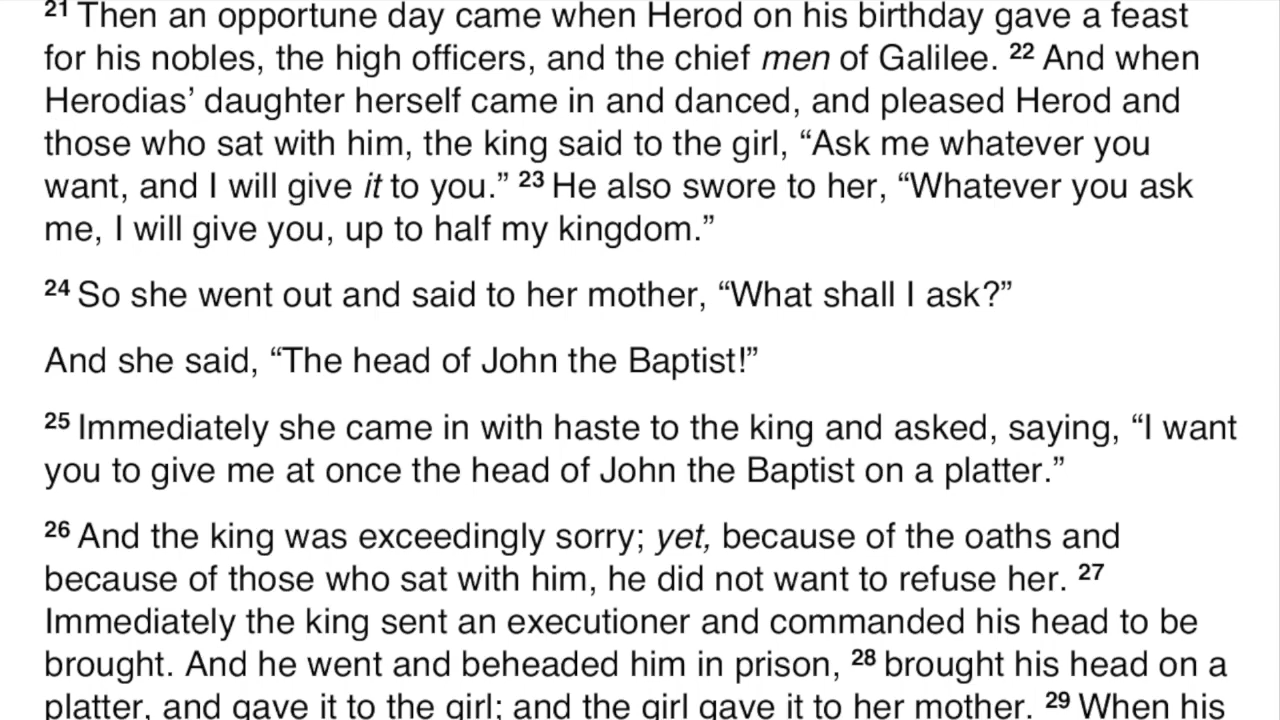 21 Then an opportune day came when Herod on his birthday gave a feast
for his nobles, the high officers, and the chief men of Galilee. 22 And when
Herodias’ daughter herself came in and danced, and pleased Herod and
those who sat with him, the king said to the girl, “Ask me whatever you
want, and I will give it to you.” 23 He also swore to her, “Whatever you ask
me, I will give you, up to half my kingdom.”
24 So she went out and said to her mother, “What shall I ask?”
And she said, “The head of John the Baptist!”
25 Immediately she came in with haste to the king and asked, saying, “I want
you to give me at once the head of John the Baptist on a platter.”
26 And the king was exceedingly sorry; yet, because of the oaths and
because of those who sat with him, he did not want to refuse her. 27
Immediately the king sent an executioner and commanded his head to be
brought. And he went and beheaded him in prison, 28 brought his head on a
platter, and gave it to the girl; and the girl gave it to her mother. 29 When his